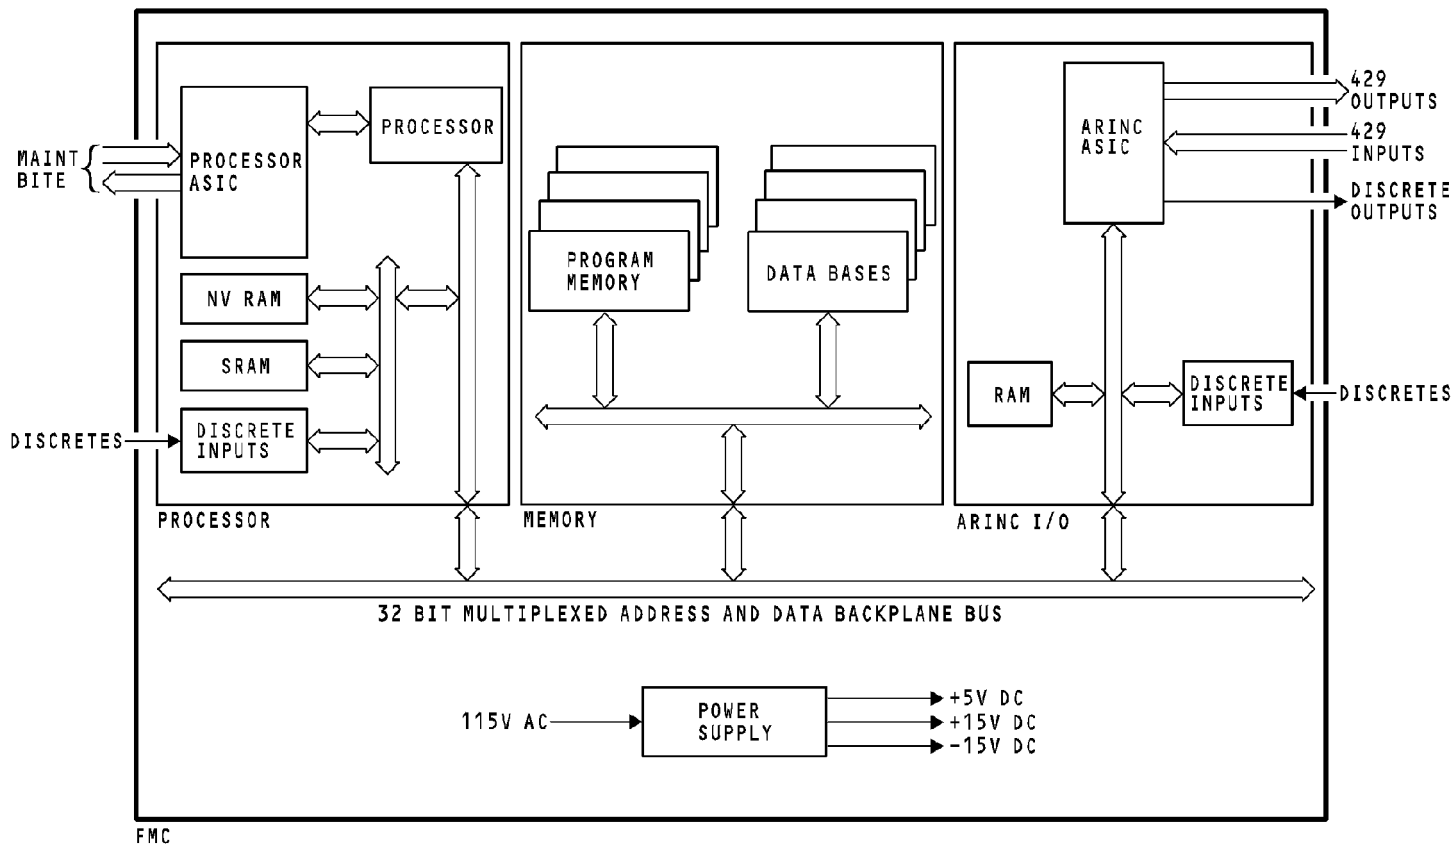 MAINT
BITE
PROCESSOR
ASIC
PROCESSOR
NV RAM
SRAM
DISCRETES
DISCRETE
INPUTS
PROCESSOR
PROGRAM
MEMORY
DATA BASES
MEMORY
ARINC
ASIC
429
OUTPUTS
429
INPUTS
DISCRETE
OUTPUTS
RAM
DISCRETE
INPUTS
DISCRETES
ARINC I/O
32 BIT MULTIPLEXED ADDRESS AND DATA BACKPLANE BUS
115V AC
POWER
SUPPLY
+5V DC
+15V DC
-15V DC
FMC